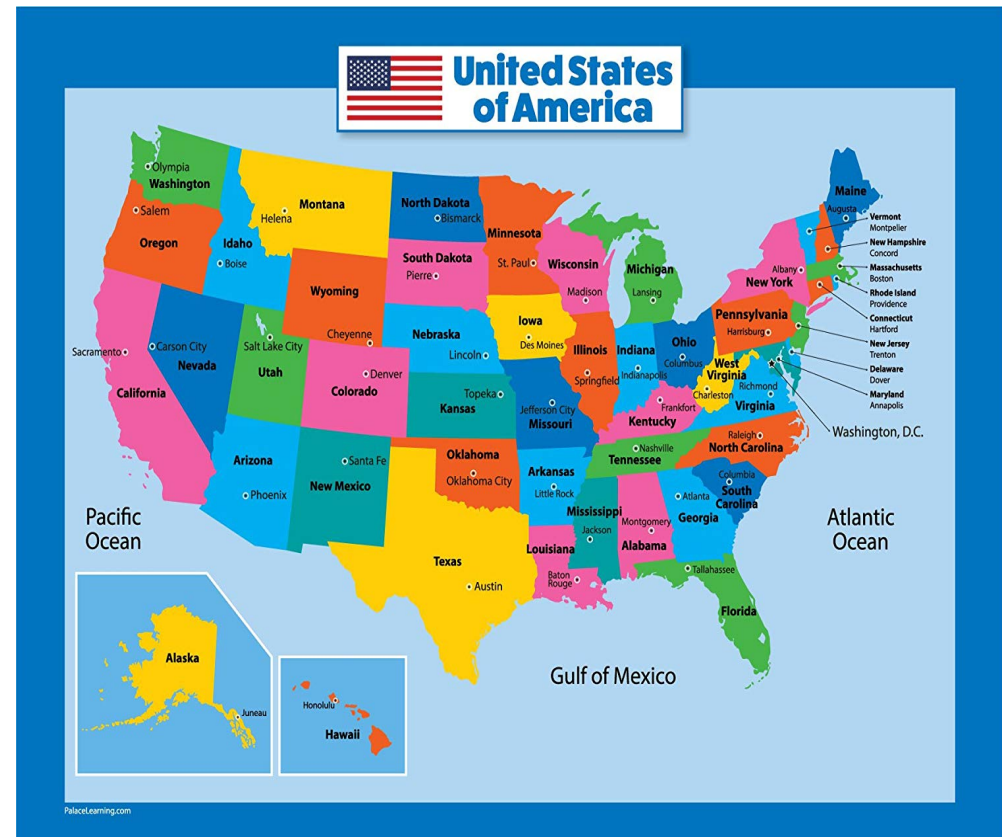 United States
of America
Olympia
Washington
Salem
Oregon
Idaho
Boise
Montana
Helena
North Dakota
Bismarck
Minnesota
St. Paul
South Dakota
Pierre
Wyoming
Cheyenne
Wisconsin
Madison
Michigan
Lansing
Maine
Augusta
Vermont
Montpelier
New Hampshire
Concord
Massachusetts
Boston
Rhode Island
Providence
Connecticut
Hartford
New Jersey
Trenton
Delaware
Dover
Maryland
Annapolis
Washington, D.C.
Albany
New York
Pennsylvania
Harrisburg
Sacramento
California
Carson City
Nevada
Salt Lake City
Utah
Denver
Colorado
Nebraska
Lincoln
Iowa
Des Moines
Illinois
Springfield
Indiana
Indianapolis
Ohio
Columbus
West
Virginia
Charleston
Richmond
Virginia
Topeka
Kansas
Jefferson City
Missouri
Frankfort
Kentucky
Raleigh
North Carolina
Nashville
Tennessee
Arizona
Phoenix
Santa Fe
New Mexico
Oklahoma
Oklahoma City
Arkansas
Little Rock
Mississippi
Jackson
Montgomery
Alabama
Atlanta
Georgia
Columbia
South
Carolina
Texas
Austin
Louisiana
Baton
Rouge
Tallahassee
Florida
Pacific
Ocean
Atlantic
Ocean
Gulf of Mexico
Alaska
Juneau
Honolulu
Hawaii
PalaceLearning.com